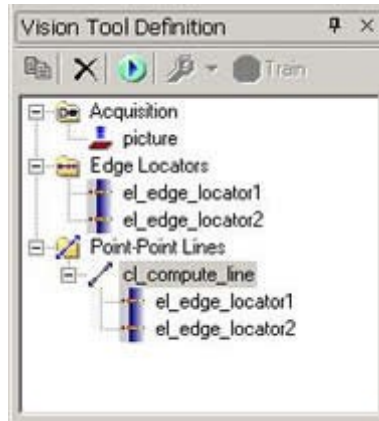 Vision Tool Definition
Train
Acquisition
picture
Edge Locators
el_edge_locator1
el_edge_locator2
Point-Point Lines
cl_compute_line
el_edge_locator1
el_edge_locator2